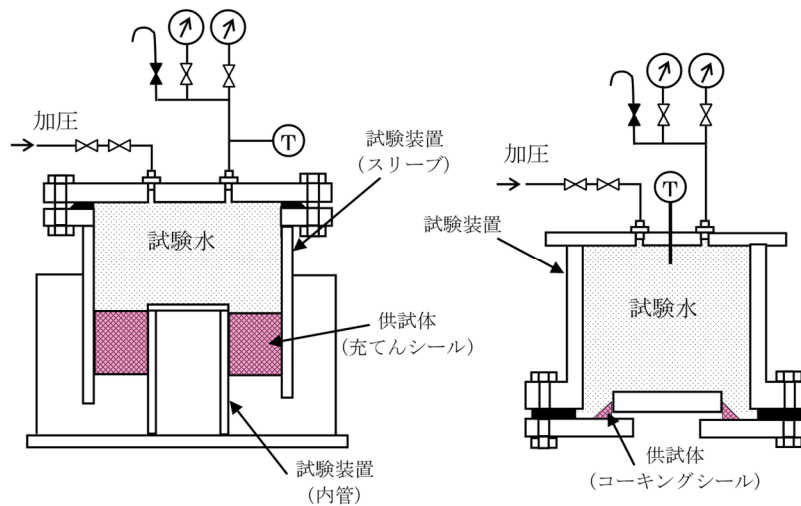 加圧
T
試験装置
(スリーブ)
試験水
供試体
(充てんシール)
試験装置
(内管)
加圧
T
試験装置
試験水
供試体
(コーキングシール)